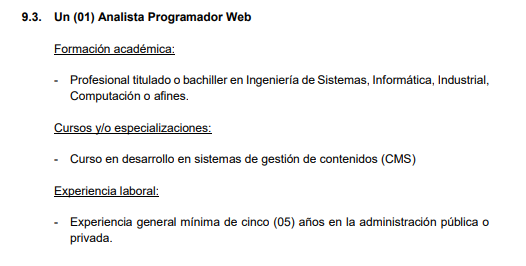 9.3. Un (01) Analista Programador Web
Formación académica:
- Profesional titulado o bachiller en Ingeniería de Sistemas, Informática, Industrial,
Computación o afines.
Cursos y/o especializaciones:
- Curso en desarrollo en sistemas de gestión de contenidos (CMS)
Experiencia laboral:
- Experiencia general mínima de cinco (05) años en la administración pública o
privada.